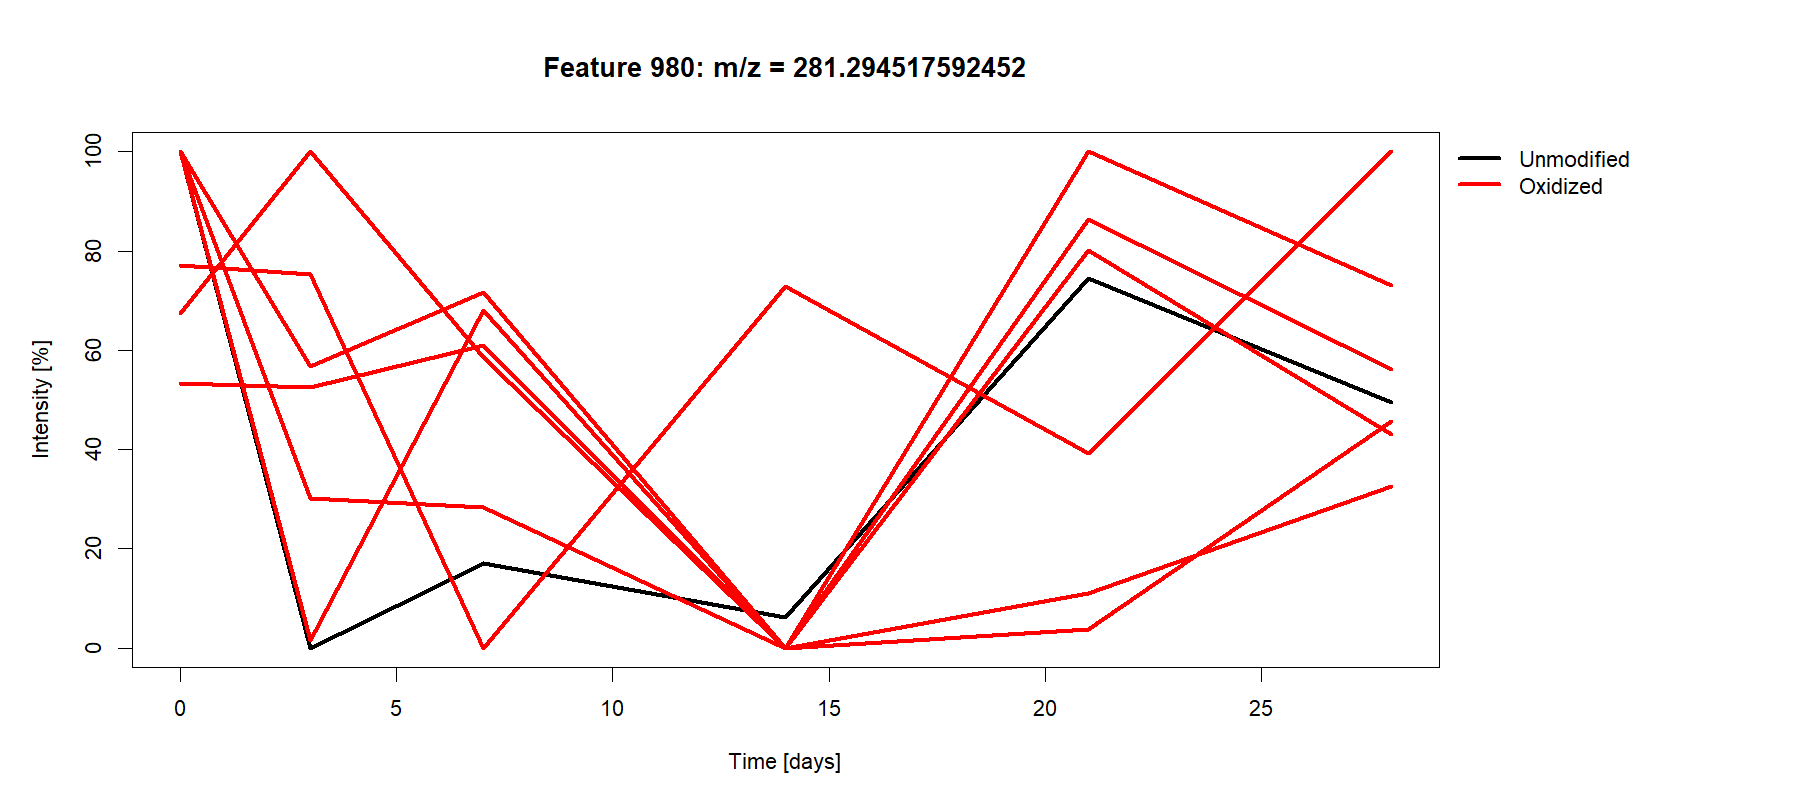 Feature 980: m/z = 281.294517592452
Unmodified
Oxidized
Intensity [%]
100
80
60
40
20
0
0 5 10 15 20 25
Time [days]